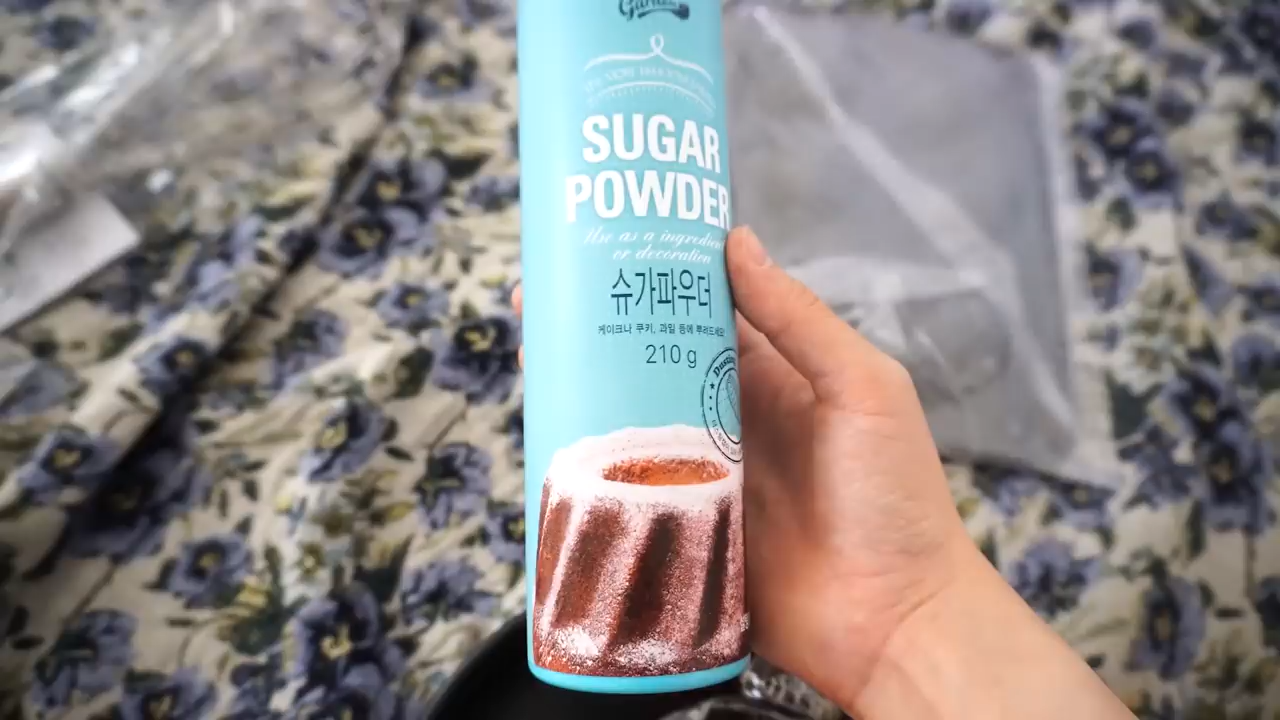 SUGAR
POWDER
Use as a ingredient
or decoration
슈가파우더
케이크나 쿠키, 과일 등에 뿌려드세요!
210 g